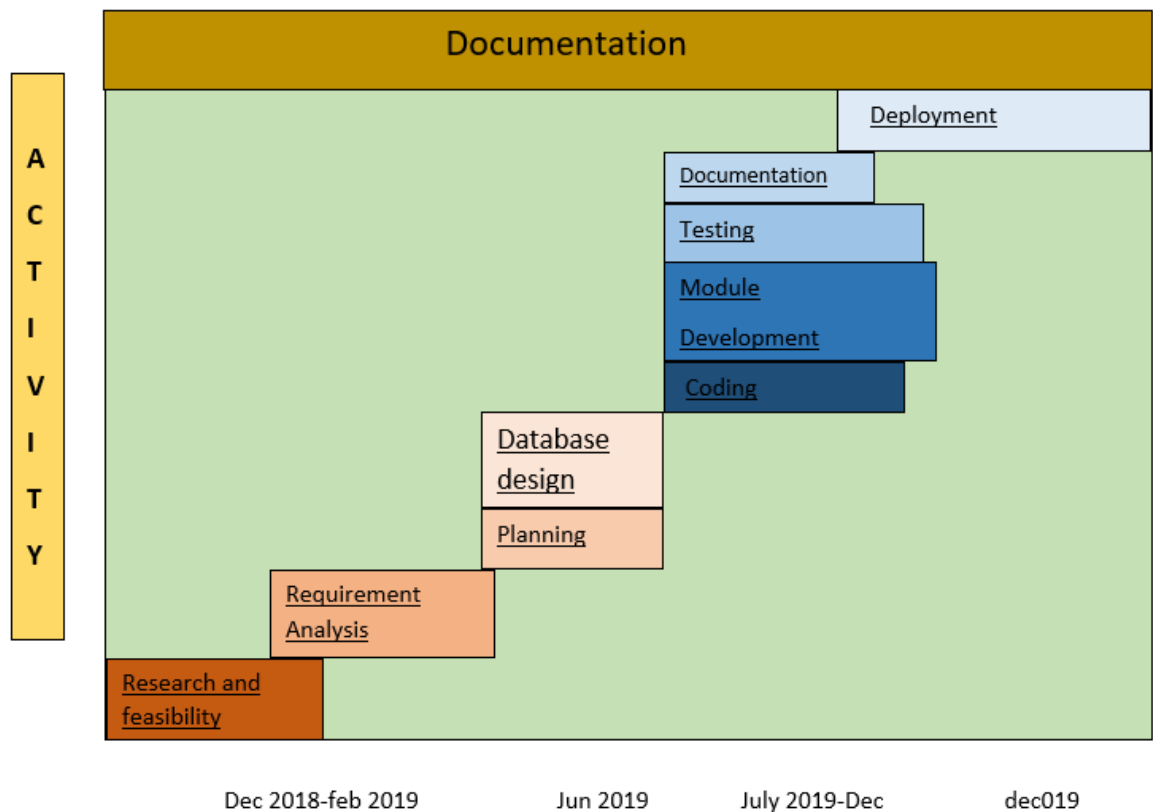 Documentation
A
C
T
I
V
I
T
Y
Deployment
Documentation
Testing
Module
Development
Coding
Database
design
Planning
Requirement
Analysis
Research and
feasibility
Dec 2018-feb 2019 Jun 2019 July 2019-Dec dec019